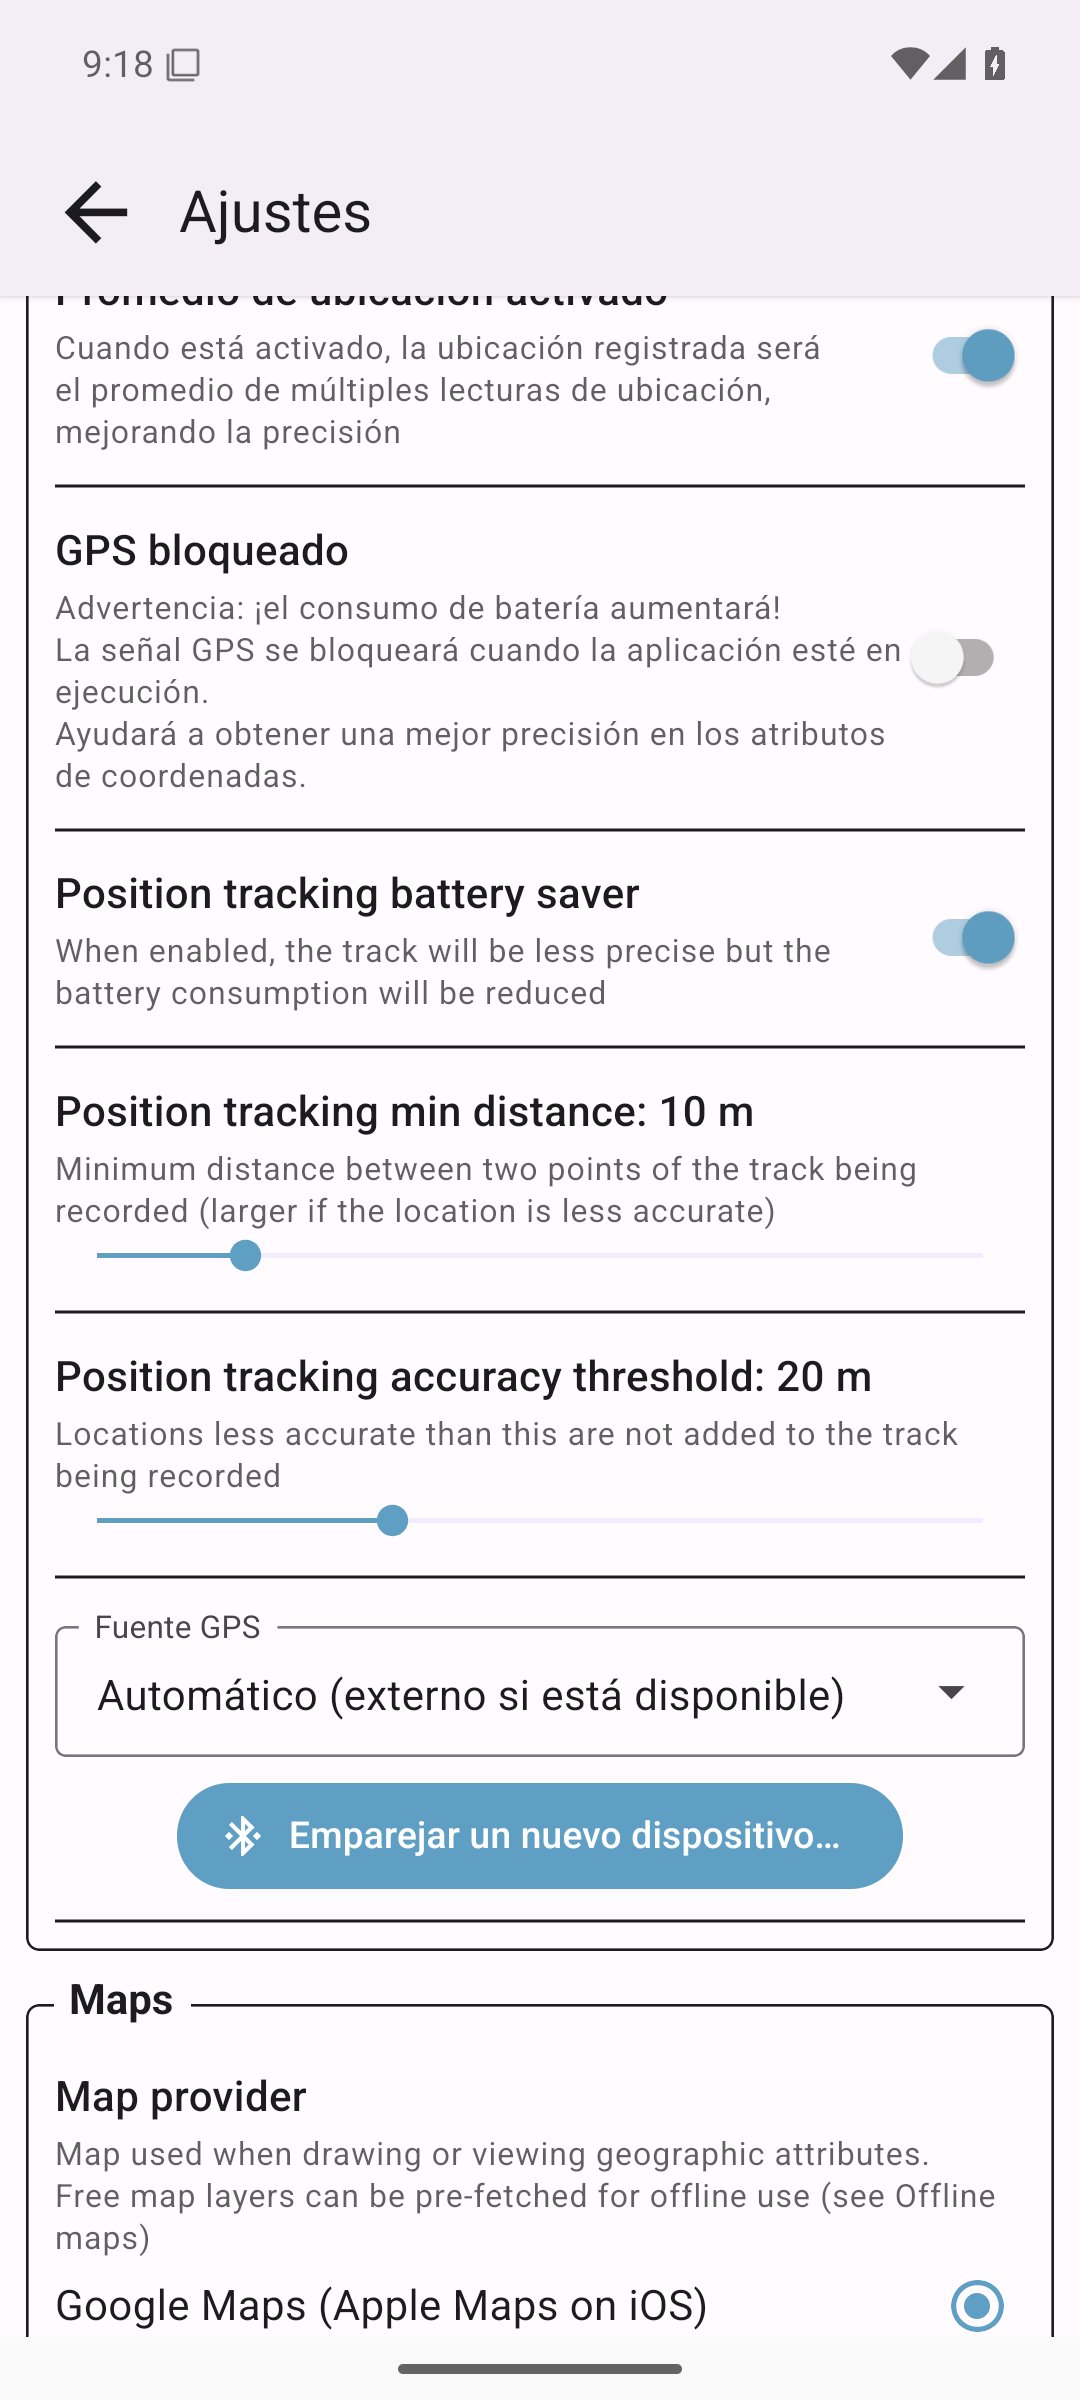 9:18
Ajustes
Promedio de ubicación activado
Cuando está activado, la ubicación registrada será
el promedio de múltiples lecturas de ubicación,
mejorando la precisión
GPS bloqueado
Advertencia: ¡el consumo de batería aumentará!
La señal GPS se bloqueará cuando la aplicación esté en
ejecución.
Ayudará a obtener una mejor precisión en los atributos
de coordenadas.
Position tracking battery saver
When enabled, the track will be less precise but the
battery consumption will be reduced
Position tracking min distance: 10 m
Minimum distance between two points of the track being
recorded (larger if the location is less accurate)
Position tracking accuracy threshold: 20 m
Locations less accurate than this are not added to the track
being recorded
Fuente GPS
Automático (externo si está disponible)
Emparejar un nuevo dispositivo…
Maps
Map provider
Map used when drawing or viewing geographic attributes.
Free map layers can be pre-fetched for offline use (see Offline
maps)
Google Maps (Apple Maps on iOS)